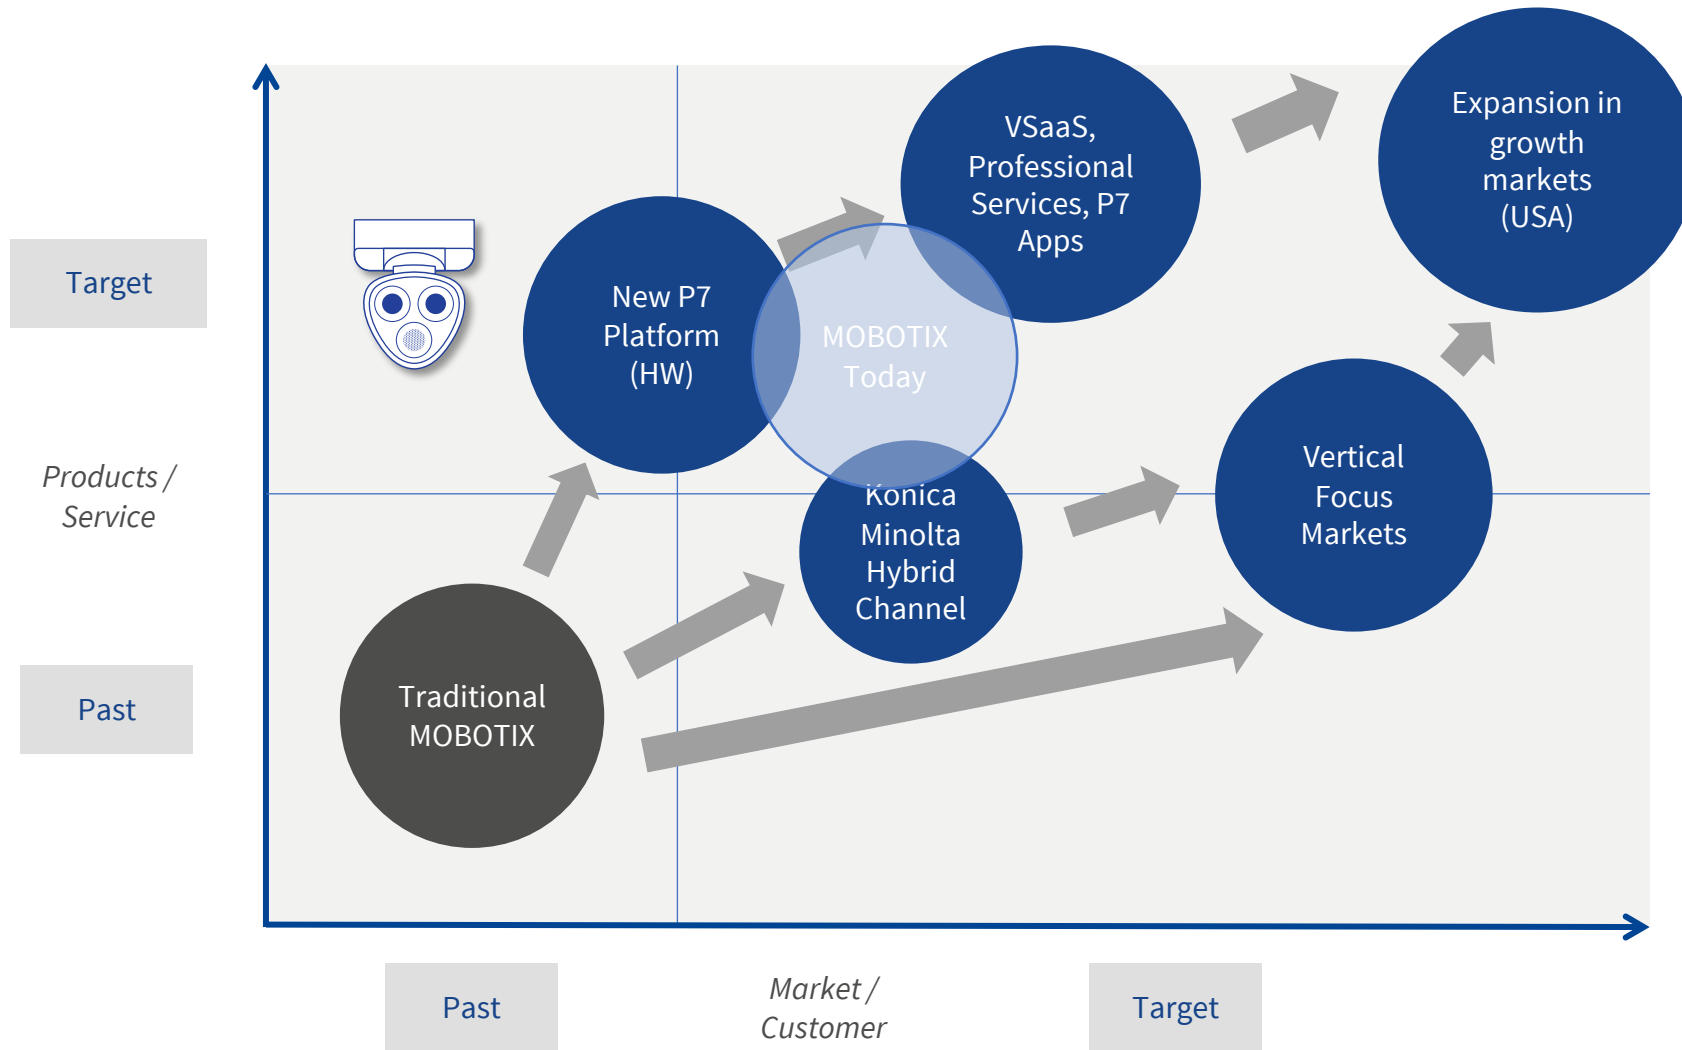 Expansion in
growth
markets
(USA)
VSaaS,
Professional
Services, P7
Apps
Target
New P7
Platform
(HW)
MOBOTIX
Today
Products /
Service
Konica
Minolta
Hybrid
Channel
Vertical
Focus
Markets
Past
Traditional
MOBOTIX
Past
Market /
Customer
Target